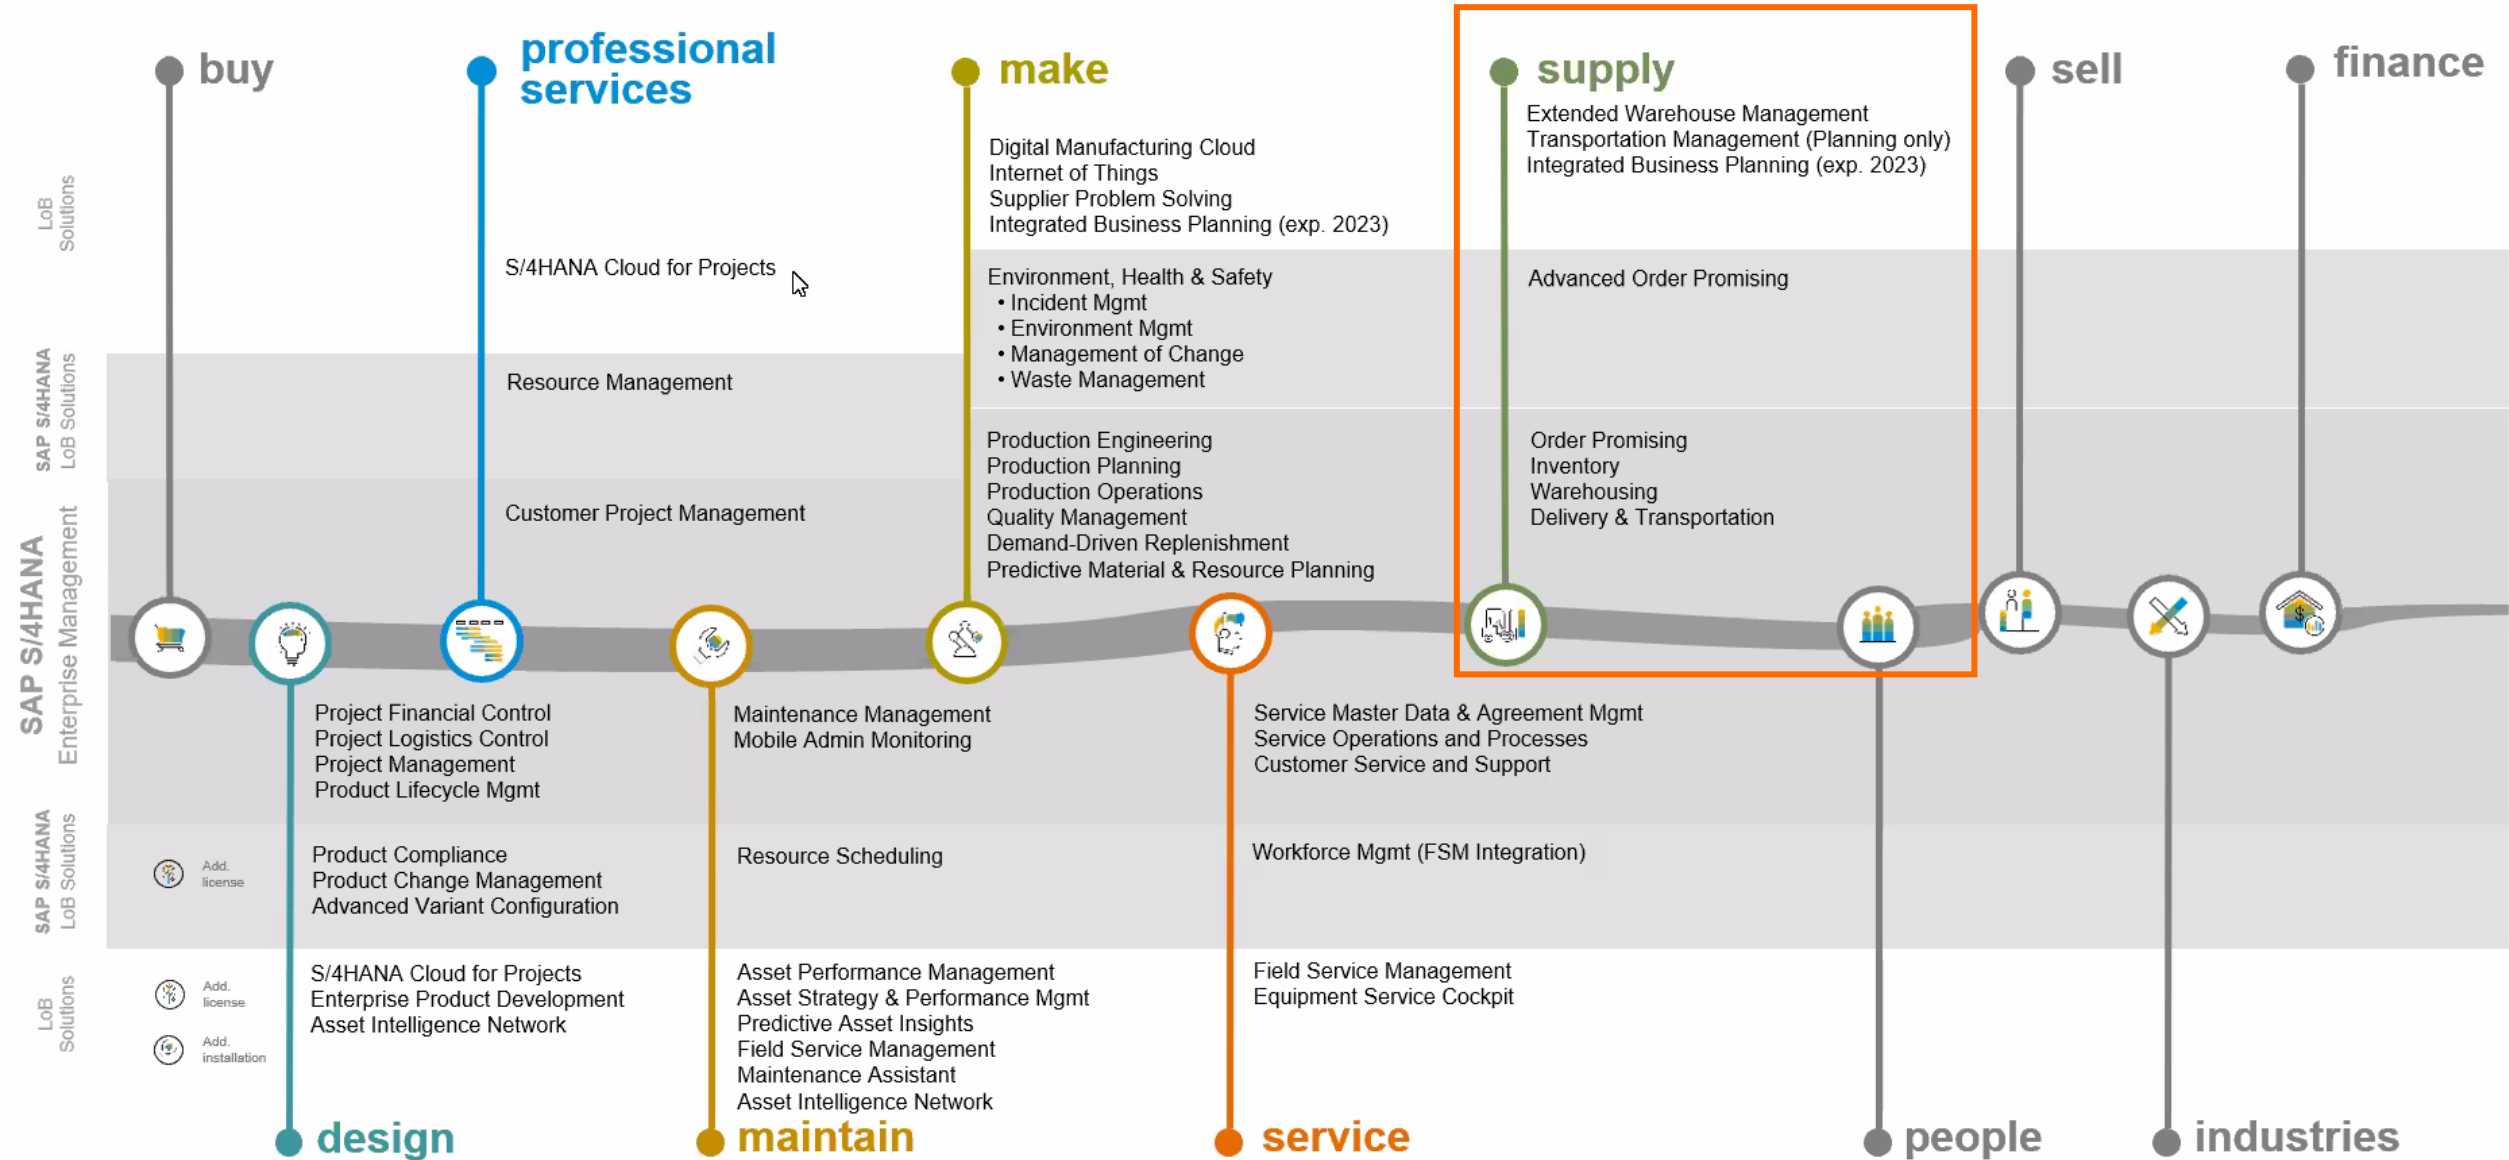 buy
professional
services
make
supply
sell
finance
LoB
Solutions
SAP S/4HANA
LoB Solutions
SAP S/4HANA
Enterprise Management
SAP S/4HANA
LoB Solutions
LoB
Solutions
S/4HANA Cloud for Projects
Resource Management
Customer Project Management
Digital Manufacturing Cloud
Internet of Things
Supplier Problem Solving
Integrated Business Planning (exp. 2023)
Environment, Health & Safety
• Incident Mgmt
• Environment Mgmt
• Management of Change
• Waste Management
Production Engineering
Production Planning
Production Operations
Quality Management
Demand-Driven Replenishment
Predictive Material & Resource Planning
Extended Warehouse Management
Transportation Management (Planning only)
Integrated Business Planning (exp. 2023)
Advanced Order Promising
Order Promising
Inventory
Warehousing
Delivery & Transportation
Project Financial Control
Project Logistics Control
Project Management
Product Lifecycle Mgmt
Add.
license
Product Compliance
Product Change Management
Advanced Variant Configuration
Add.
license
Add.
installation
S/4HANA Cloud for Projects
Enterprise Product Development
Asset Intelligence Network
Maintenance Management
Mobile Admin Monitoring
Resource Scheduling
Asset Performance Management
Asset Strategy & Performance Mgmt
Predictive Asset Insights
Field Service Management
Maintenance Assistant
Asset Intelligence Network
Service Master Data & Agreement Mgmt
Service Operations and Processes
Customer Service and Support
Workforce Mgmt (FSM Integration)
Field Service Management
Equipment Service Cockpit
design
maintain
service
people
industries
$